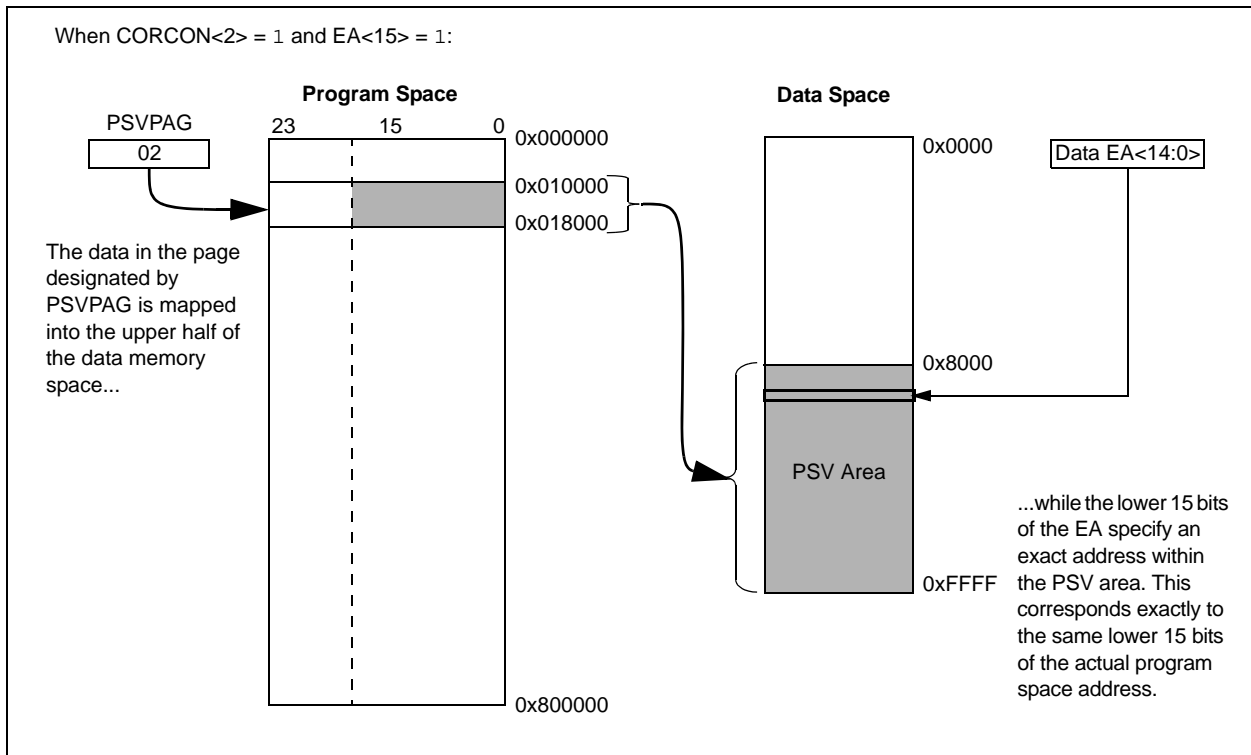 When CORCON<2> = 1 and EA<15> = 1:
Program Space
Data Space
PSVPAG
02
23 15 0
0x000000
0x010000
0x018000
0x800000
The data in the page
designated by
PSVPAG is mapped
into the upper half of
the data memory
space...
0x0000
Data EA<14:0>
0x8000
PSV Area
0xFFFF
...while the lower 15 bits
of the EA specify an
exact address within
the PSV area. This
corresponds exactly to
the same lower 15 bits
of the actual program
space address.